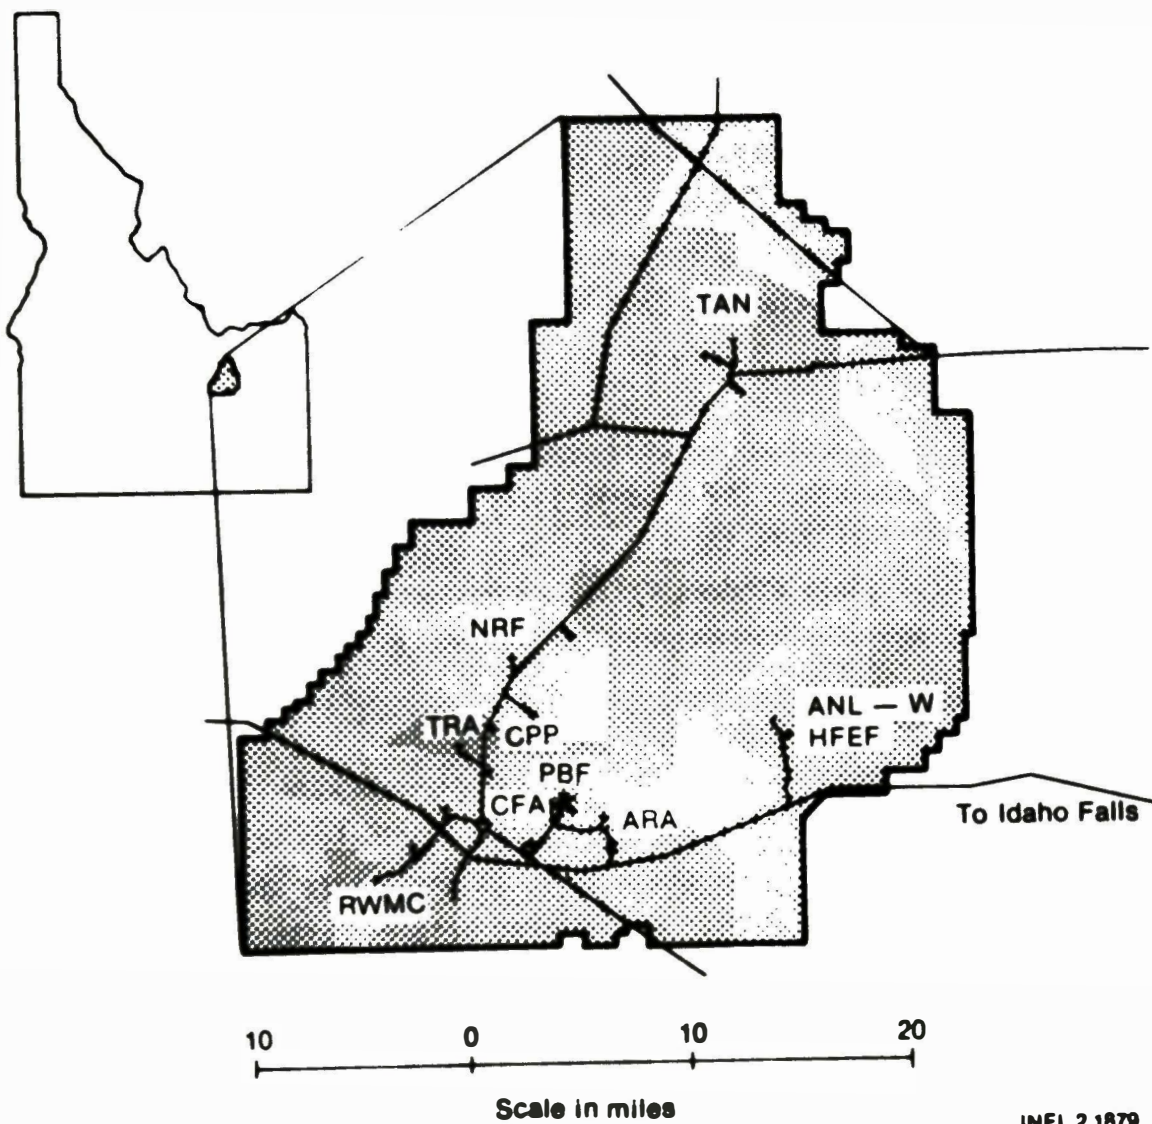 TAN
NRF
ANL — W
HFEF
TRA
CPP
PBF
CFA
ARA
To Idaho Falls
RWMC
10 0 10 20
Scale in miles
INEL 2 1879